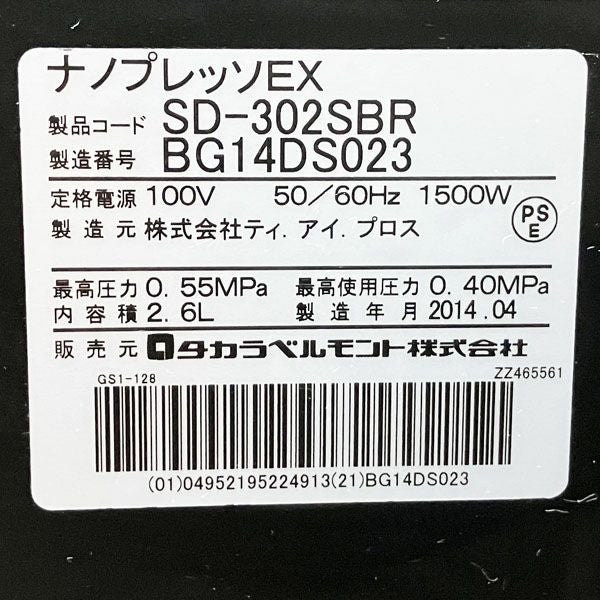 ナノプレッソEX
製品コード SD-302SBR
製造番号 BG14DS023
定格電源 100V 50/60Hz 1500W
PS
E
製造元 株式会社ティ.アイ.プロス
最高圧力 0.55MPa 最高使用圧力 0.40MPa
内容積 2.6L 製造年月 2014.04
販売元 タカラベルモント株式会社
GS1-128 ZZ465561
(01)04952195224913(21)BG14DS023